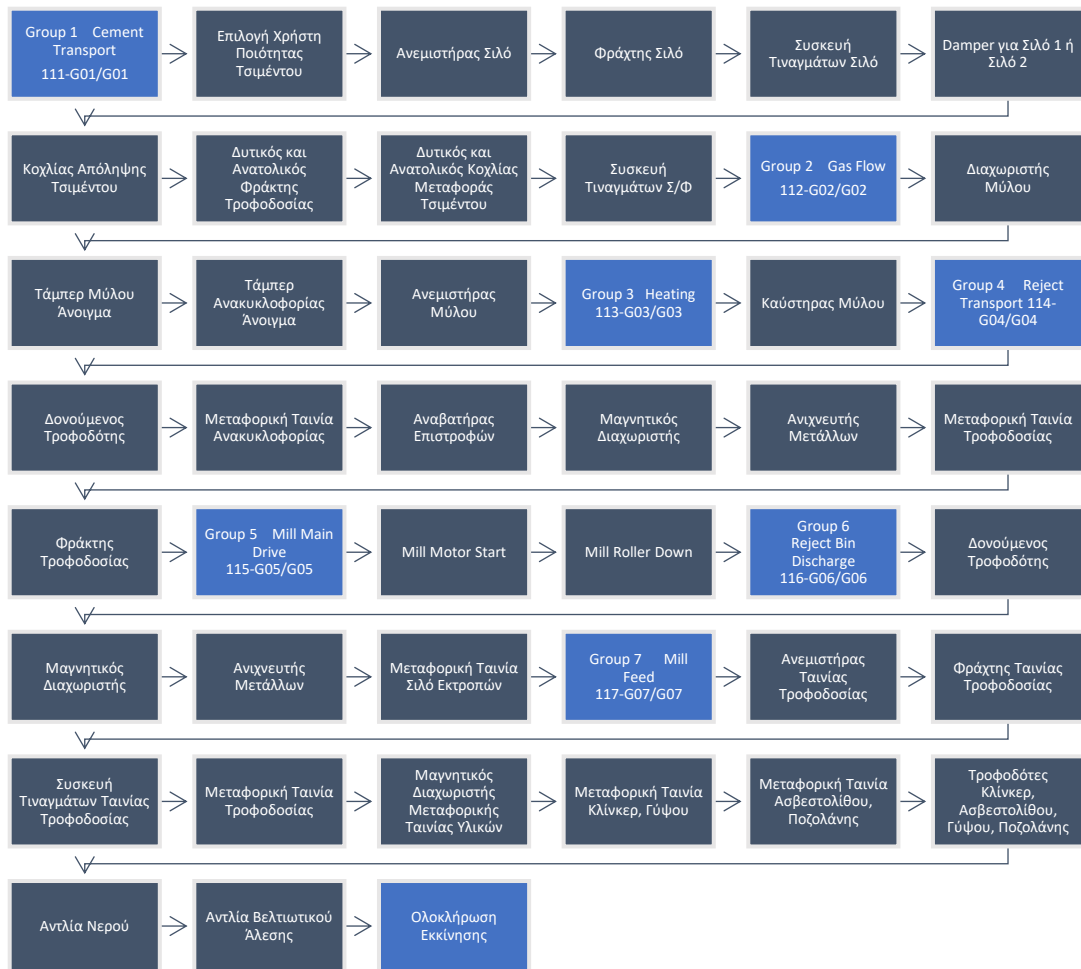 Group 1 Cement
Transport
111-G01/G01
Επιλογή Χρήστη
Ποιότητας
Τσιμέντου
Ανεμιστήρας Σιλό
Φράχτης Σιλό
Συσκευή
Τιναγμάτων Σιλό
Damper για Σιλό 1 ή
Σιλό 2
Κοχλίας Απόληψης
Τσιμέντου
Δυτικός και
Ανατολικός
Φράκτης
Τροφοδοσίας
Δυτικός και
Ανατολικός Κοχλίας
Μεταφοράς
Τσιμέντου
Συσκευή
Τιναγμάτων Σ/Φ
Group 2 Gas Flow
112-G02/G02
Διαχωριστής
Μύλου
Τάμπερ Μύλου
Άνοιγμα
Τάμπερ
Ανακυκλοφορίας
Άνοιγμα
Ανεμιστήρας
Μύλου
Group 3 Heating
113-G03/G03
Καύστηρας Μύλου
Group 4 Reject
Transport 114-
G04/G04
Δονούμενος
Τροφοδότης
Μεταφορική Ταινία
Ανακυκλοφορίας
Αναβατήρας
Επιστροφών
Μαγνητικός
Διαχωριστής
Ανιχνευτής
Μετάλλων
Μεταφορική Ταινία
Τροφοδοσίας
Φράκτης
Τροφοδοσίας
Group 5 Mill Main
Drive
115-G05/G05
Mill Motor Start
Mill Roller Down
Group 6
Reject Bin
Discharge
116-G06/G06
Δονούμενος
Τροφοδότης
Μαγνητικός
Διαχωριστής
Ανιχνευτής
Μετάλλων
Μεταφορική Ταινία
Σιλό Εκτροπών
Group 7 Mill
Feed
117-G07/G07
Ανεμιστήρας
Ταινίας
Τροφοδοσίας
Φράχτης Ταινίας
Τροφοδοσίας
Συσκευή
Τιναγμάτων Ταινίας
Τροφοδοσίας
Μεταφορική Ταινία
Τροφοδοσίας
Μαγνητικός
Διαχωριστής
Μεταφορικής
Ταινίας Υλικών
Μεταφορική Ταινία
Κλίνκερ, Γύψου
Μεταφορική Ταινία
Ασβεστολίθου,
Ποζολάνης
Τροφοδότες
Κλίνκερ,
Ασβεστολίθου,
Γύψου, Ποζολάνης
Αντλία Νερού
Αντλία Βελτιωτικού
Άλεσης
Ολοκλήρωση
Εκκίνησης